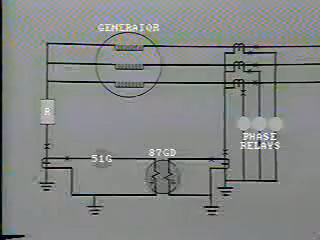 GENERATOR
R
PHASE
RELAYS
51G
87GD